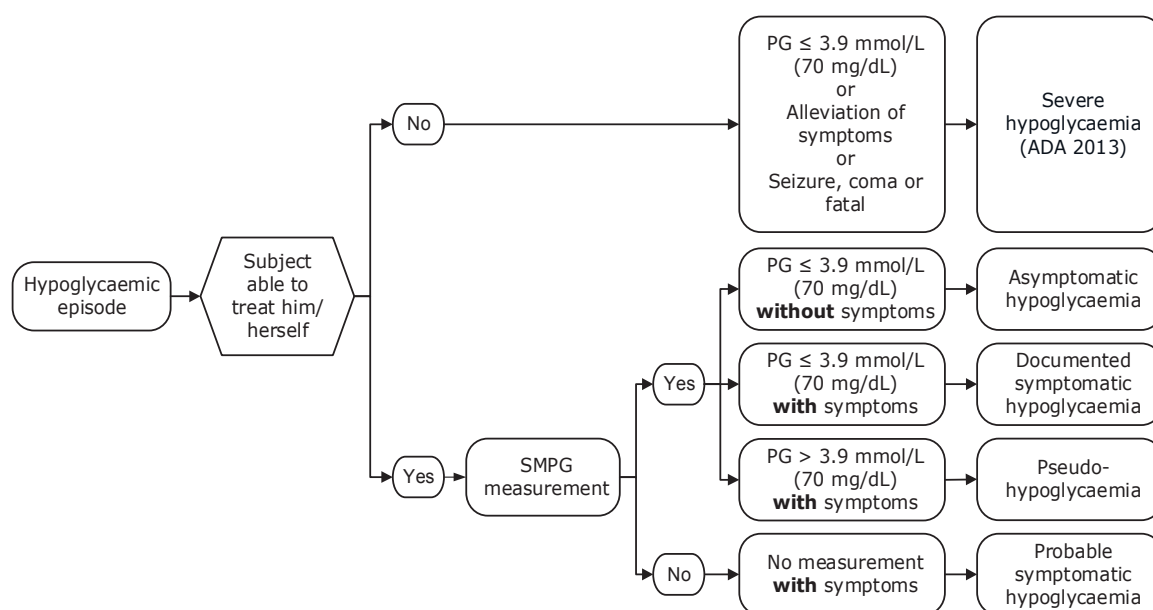 PG ≤ 3.9 mmol/L
(70 mg/dL)
or
Alleviation of
symptoms
or
Seizure, coma or
fatal
Severe
hypoglycaemia
(ADA 2013)
No
Hypoglycaemic
episode
Subject
able to
treat him/
herself
PG ≤ 3.9 mmol/L
(70 mg/dL)
without symptoms
Asymptomatic
hypoglycaemia
Yes
PG ≤ 3.9 mmol/L
(70 mg/dL)
with symptoms
Documented
symptomatic
hypoglycaemia
Yes
SMPG
measurement
PG > 3.9 mmol/L
(70 mg/dL)
with symptoms
Pseudo-
hypoglycaemia
No
No measurement
with symptoms
Probable
symptomatic
hypoglycaemia